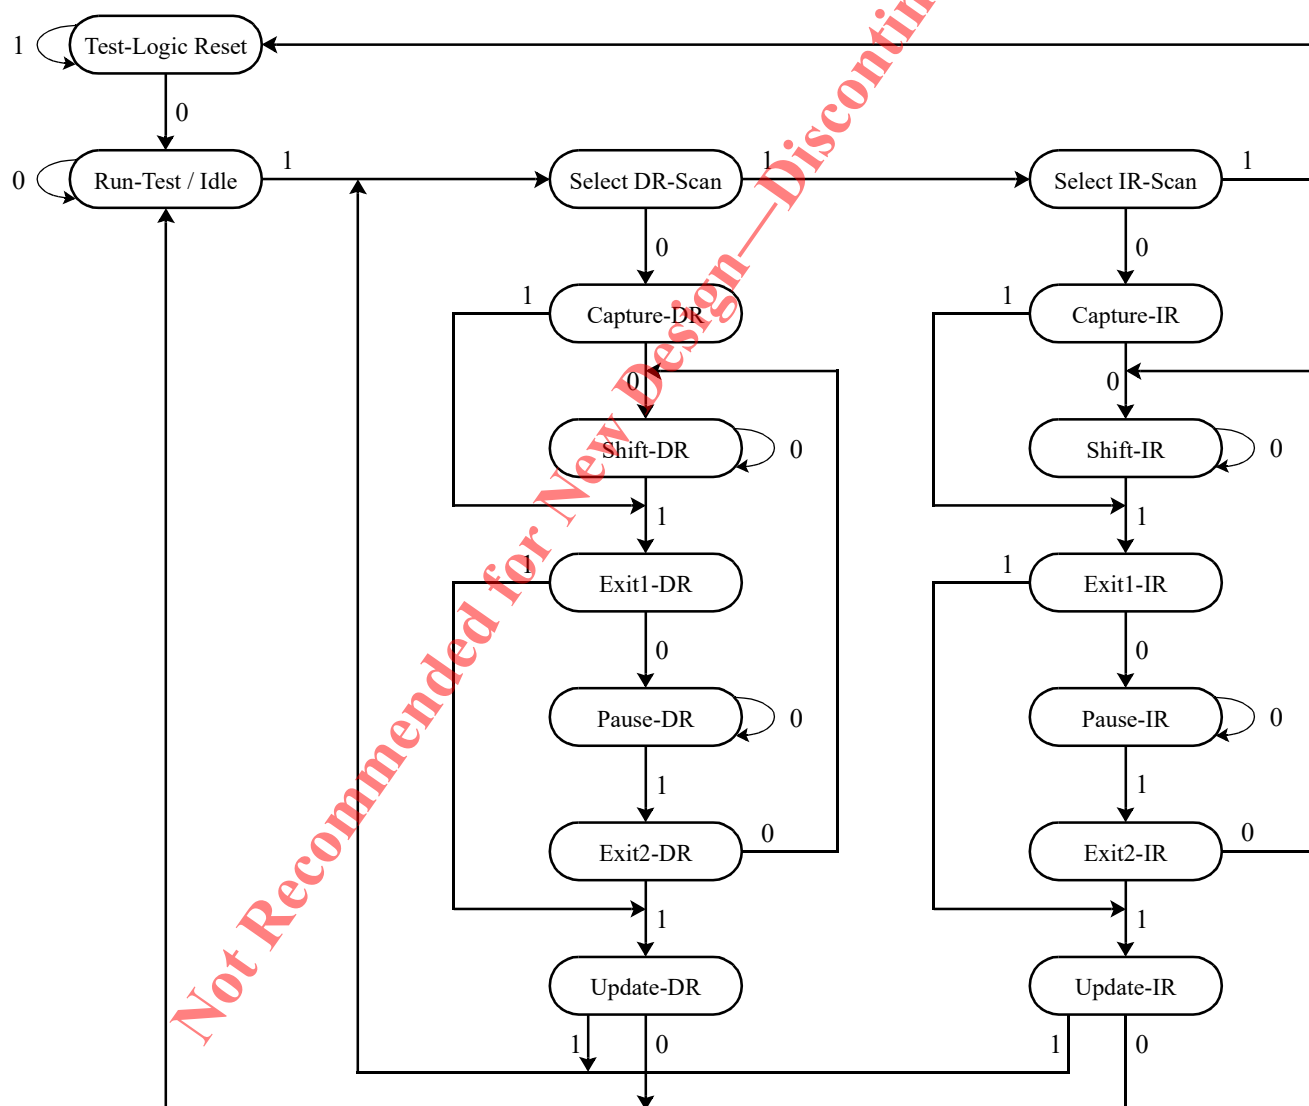 1 Test-Logic Reset
0
0 Run-Test / Idle 1 Select DR-Scan 1 Select IR-Scan 1
0 0
1 Capture-DR 1 Capture-IR
0 0
Shift-DR 0 Shift-IR 0
1 1
1 Exit1-DR 1 Exit1-IR
0 0
Pause-DR 0 Pause-IR 0
1 1
Exit2-DR 0 Exit2-IR 0
1 1
Update-DR Update-IR
1 0 1 0
Not Recommended for New Design—Discontin